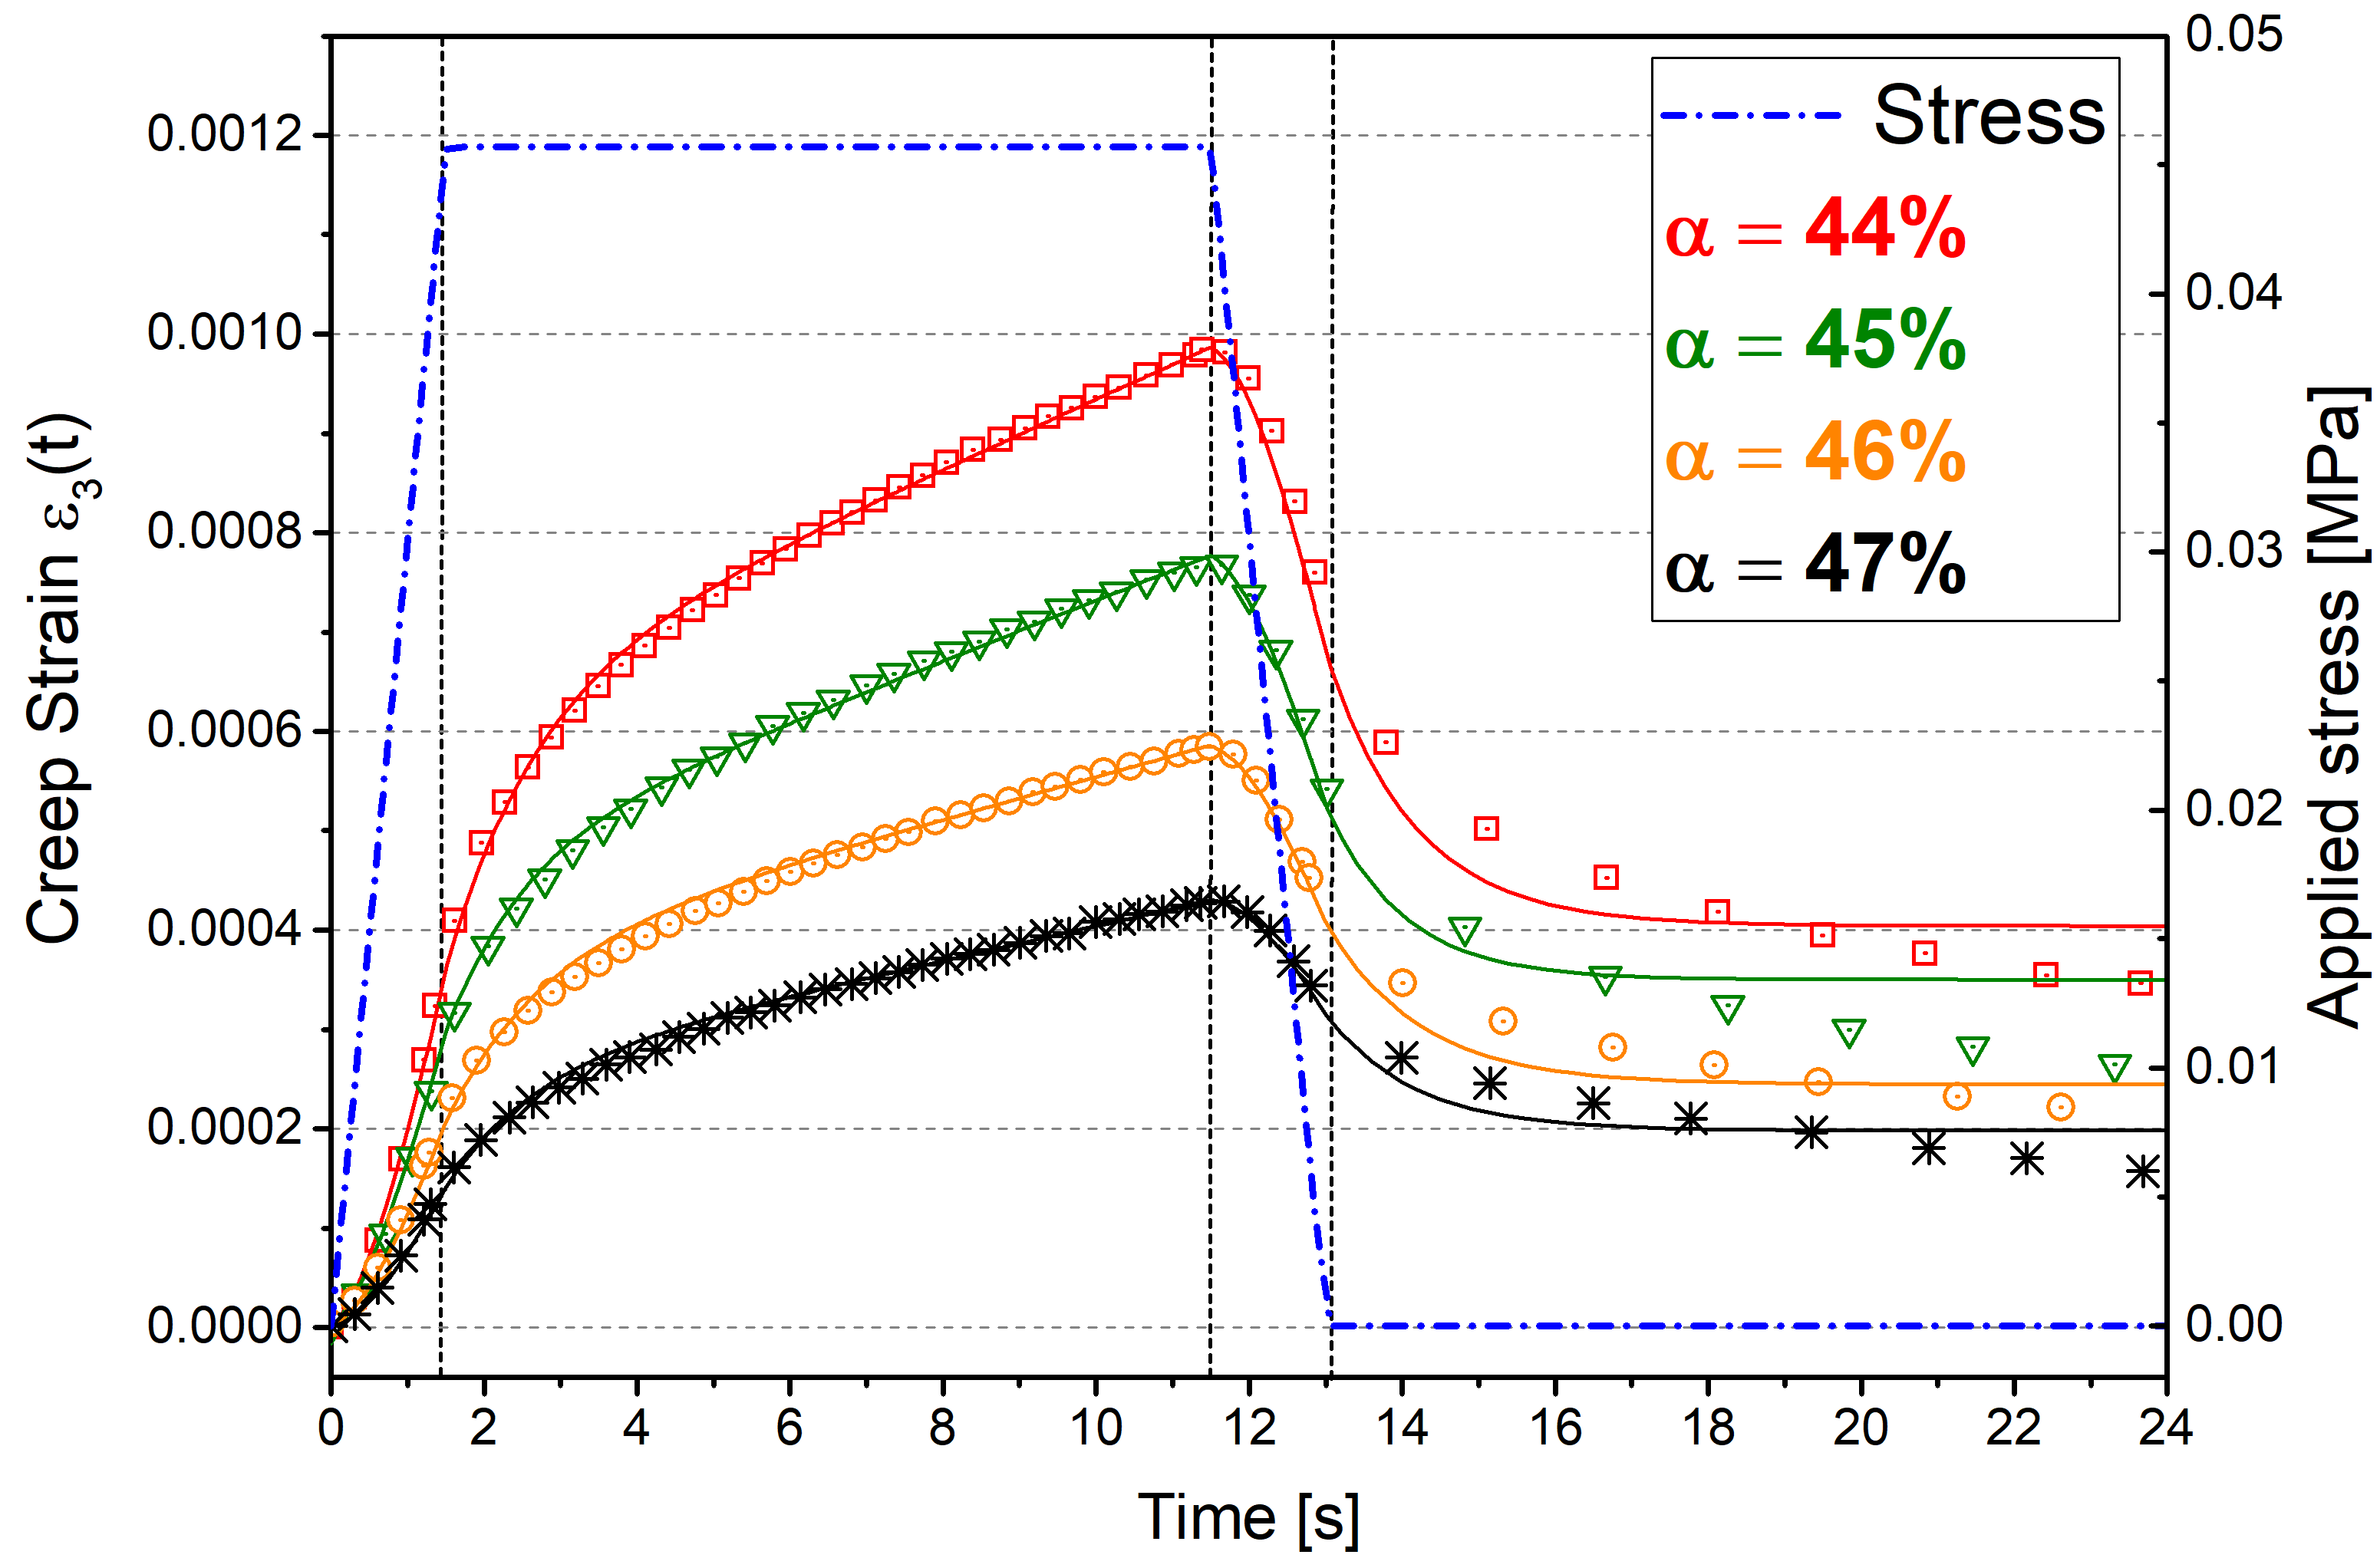 0.05
0.04
0.03
0.02
0.01
0.00
Applied stress [MPa]
Stress
α = 44%
α = 45%
α = 46%
α = 47%
0.0012
0.0010
0.0008
0.0006
0.0004
0.0002
0.0000
Creep Strain ε₃(t)
0 2 4 6 8 10 12 14 16 18 20 22 24
Time [s]